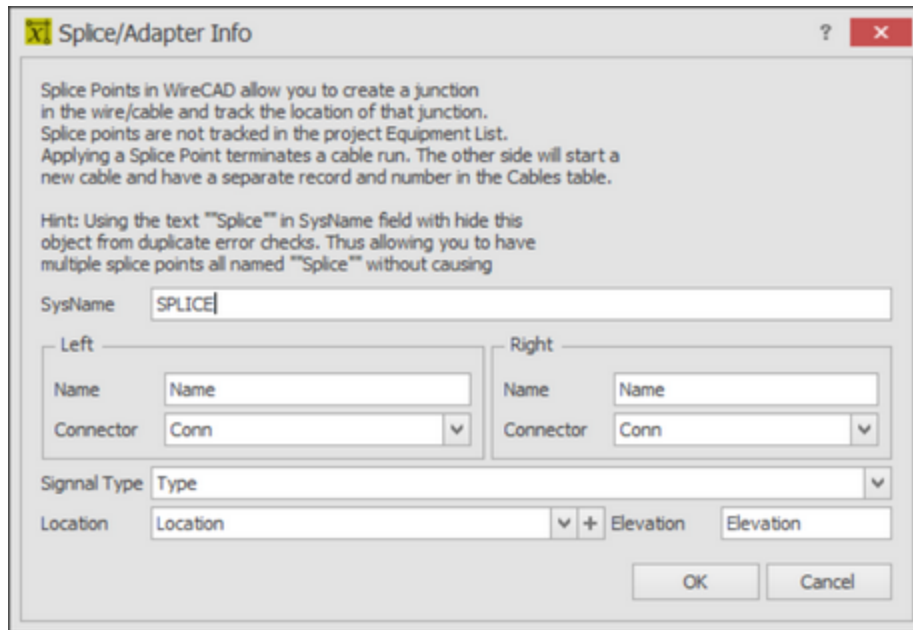 Splice/Adapter Info ?
Splice Points in WireCAD allow you to create a junction
in the wire/cable and track the location of that junction.
Splice points are not tracked in the project Equipment List.
Applying a Splice Point terminates a cable run. The other side will start a
new cable and have a separate record and number in the Cables table.
Hint: Using the text ""Splice"" in SysName field with hide this
object from duplicate error checks. Thus allowing you to have
multiple splice points all named ""Splice"" without causing
SysName SPLICE
Left Right
Name Name Name Name
Connector Conn Connector Conn
Signnal Type Type
Location Location + Elevation Elevation
OK Cancel